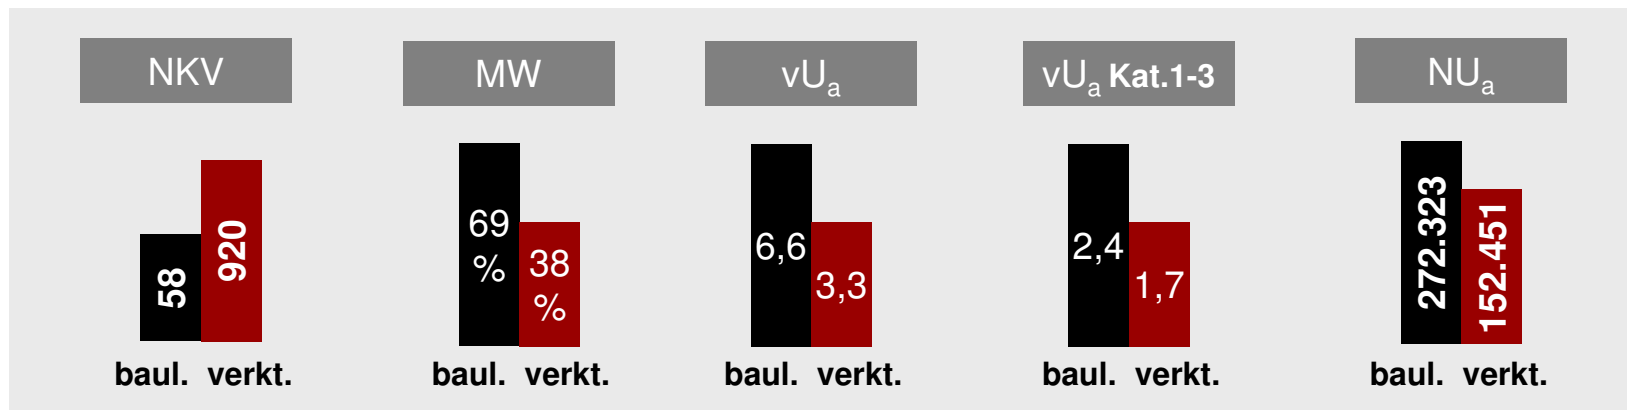 NKV
MW
vUa
vUa Kat.1-3
NUa
58
920
69
%
38
%
6,6
3,3
2,4
1,7
272.323
152.451
baul. verkt.
baul. verkt.
baul. verkt.
baul. verkt.
baul. verkt.